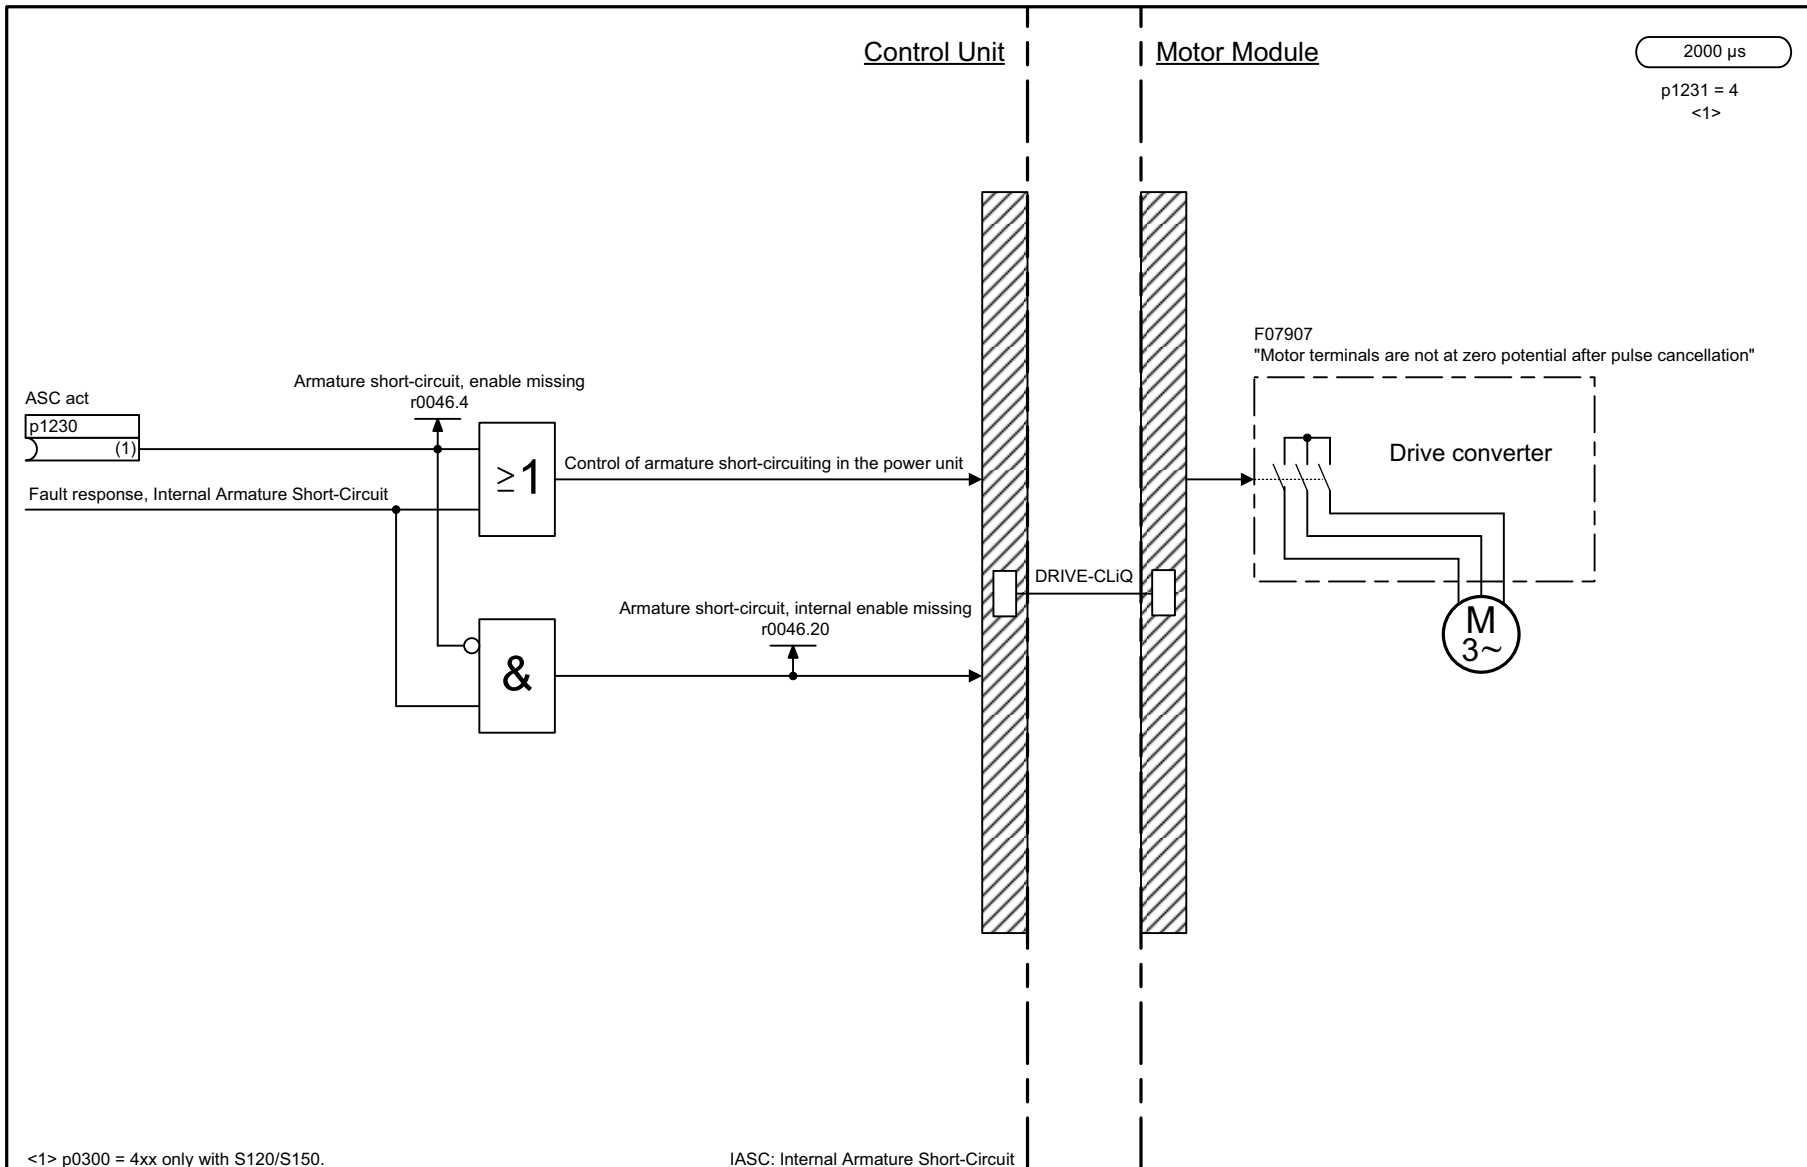 Control Unit
Motor Module
2000 µs
p1231 = 4
<1>
F07907
"Motor terminals are not at zero potential after pulse cancellation"
Armature short-circuit, enable missing
r0046.4
ASC act
p1230
(1)
≥1
Control of armature short-circuiting in the power unit
Drive converter
Fault response, Internal Armature Short-Circuit
DRIVE-CLiQ
Armature short-circuit, internal enable missing
r0046.20
&
M
3~
<1> p0300 = 4xx only with S120/S150.
IASC: Internal Armature Short-Circuit